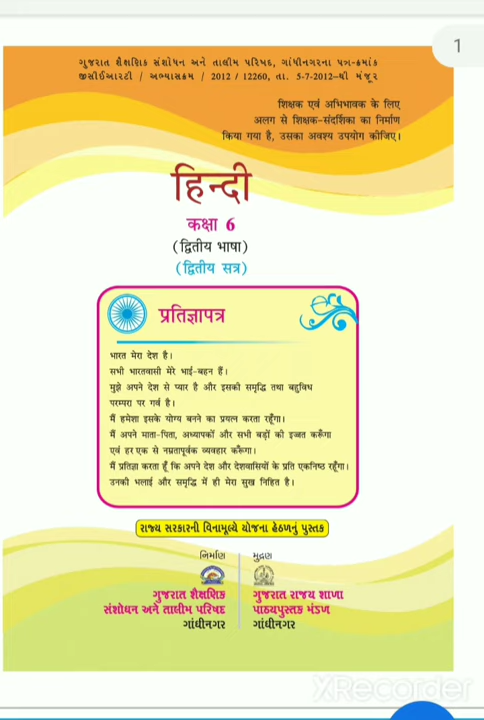 1
ગુજરાત શૈક્ષણિક સંશોધન અને તાલીમ પરિષદ, ગાંધીનગરના પત્ર-ક્રમાંક
જીસીઈઆરટી / અભ્યાસક્રમ / 2012 / 12260, તા. 5-7-2012–થી મંજૂર
शिक्षक एवं अभिभावक के लिए
अलग से शिक्षक-संदर्शिका का निर्माण
किया गया है, उसका अवश्य उपयोग कीजिए।
हिन्दी
कक्षा 6
(द्वितीय भाषा)
(द्वितीय सत्र)
प्रतिज्ञापत्र
भारत मेरा देश है।
सभी भारतवासी मेरे भाई-बहन हैं।
मुझे अपने देश से प्यार है और इसकी समृद्धि तथा बहुविध
परम्परा पर गर्व है।
मैं हमेशा इसके योग्य बनने का प्रयत्न करता रहूँगा।
मैं अपने माता-पिता, अध्यापकों और सभी बड़ों की इज्जत करूँगा
एवं हर एक से नम्रतापूर्वक व्यवहार करूँगा।
मैं प्रतिज्ञा करता हूँ कि अपने देश और देशवासियों के प्रति एकनिष्ठ रहूँगा।
उनकी भलाई और समृद्धि में ही मेरा सुख निहित है।
રાજ્ય સરકારની વિનામૂલ્યે યોજના હેઠળનું પુસ્તક
નિર્માણ
ગુજરાત શૈક્ષણિક
સંશોધન અને તાલીમ પરિષદ
ગાંધીનગર
મુદ્રણ
ગુજરાત રાજય શાળા
પાઠ્યપુસ્તક મંડળ
ગાંધીનગર
XRecorder